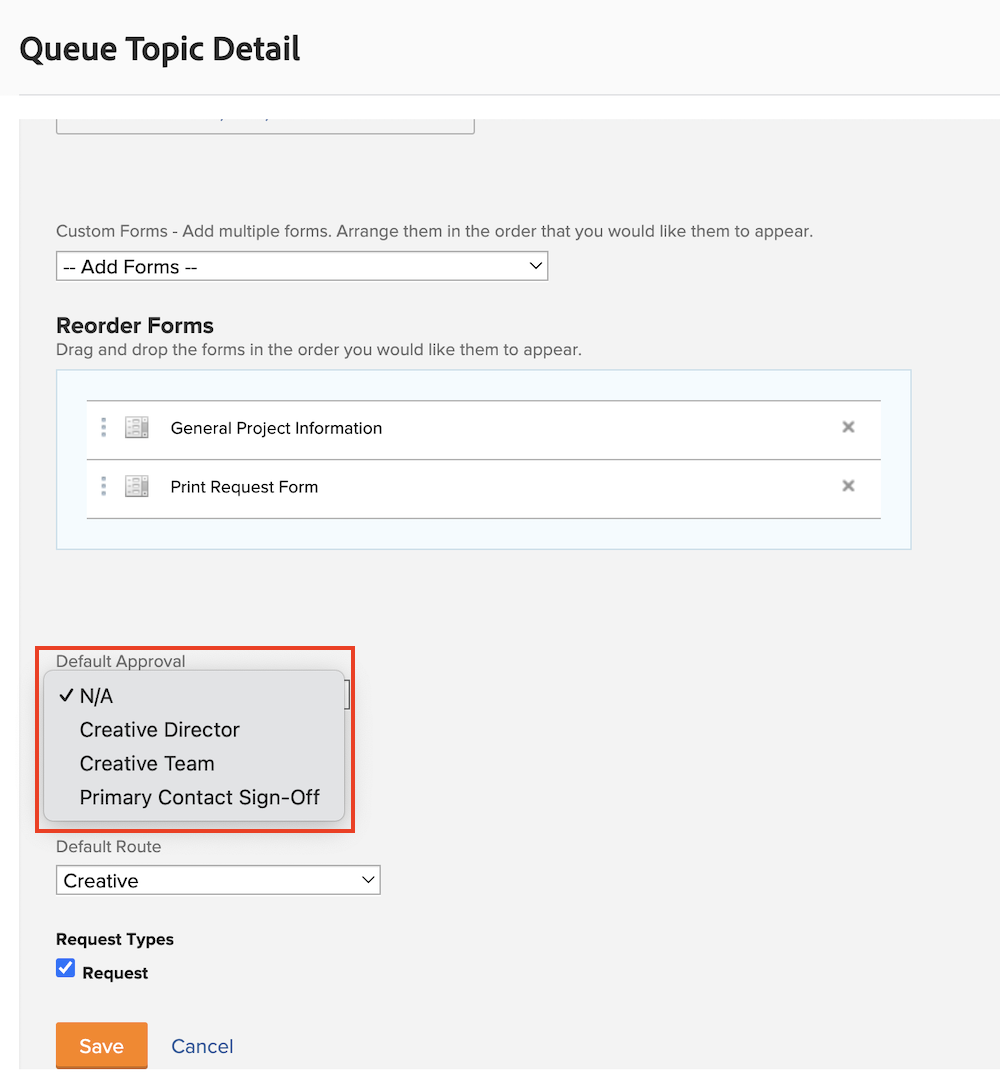 Queue Topic Detail
Custom Forms - Add multiple forms. Arrange them in the order that you would like them to appear.
-- Add Forms --
Reorder Forms
Drag and drop the forms in the order you would like them to appear.
General Project Information
Print Request Form
Default Approval
N/A
Creative Director
Creative Team
Primary Contact Sign-Off
Default Route
Creative
Request Types
Request
Save
Cancel